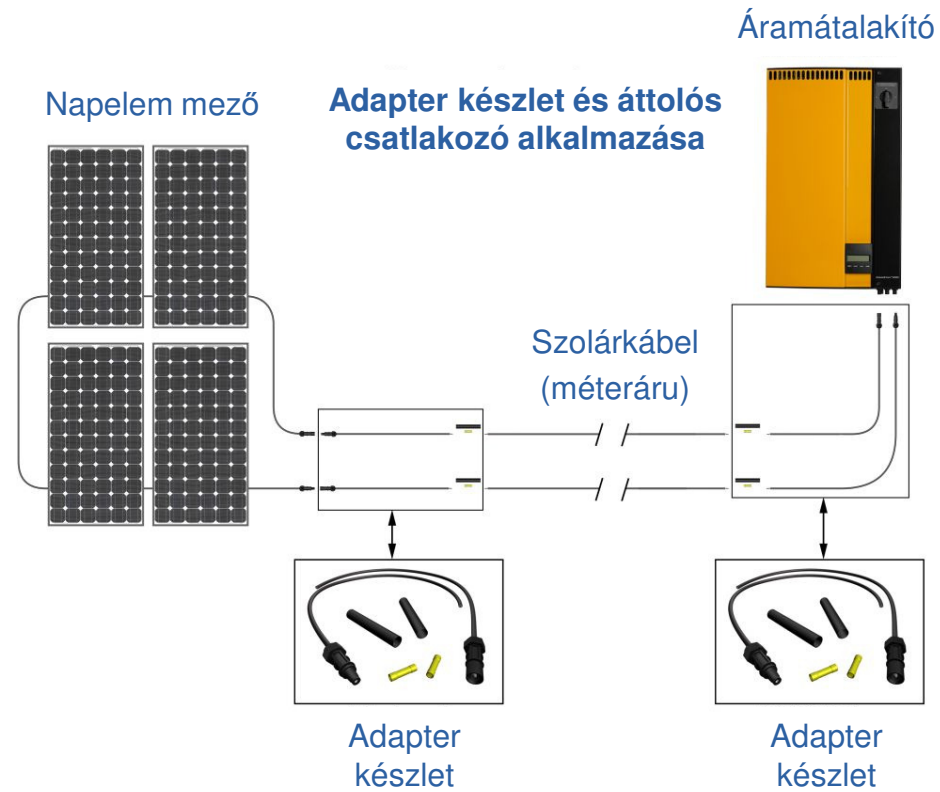 Áramátalakító
Napelem mező
Adapter készlet és áttolós
csatlakozó alkalmazása
Szolárkábel
(méteráru)
Adapter
készlet
Adapter
készlet